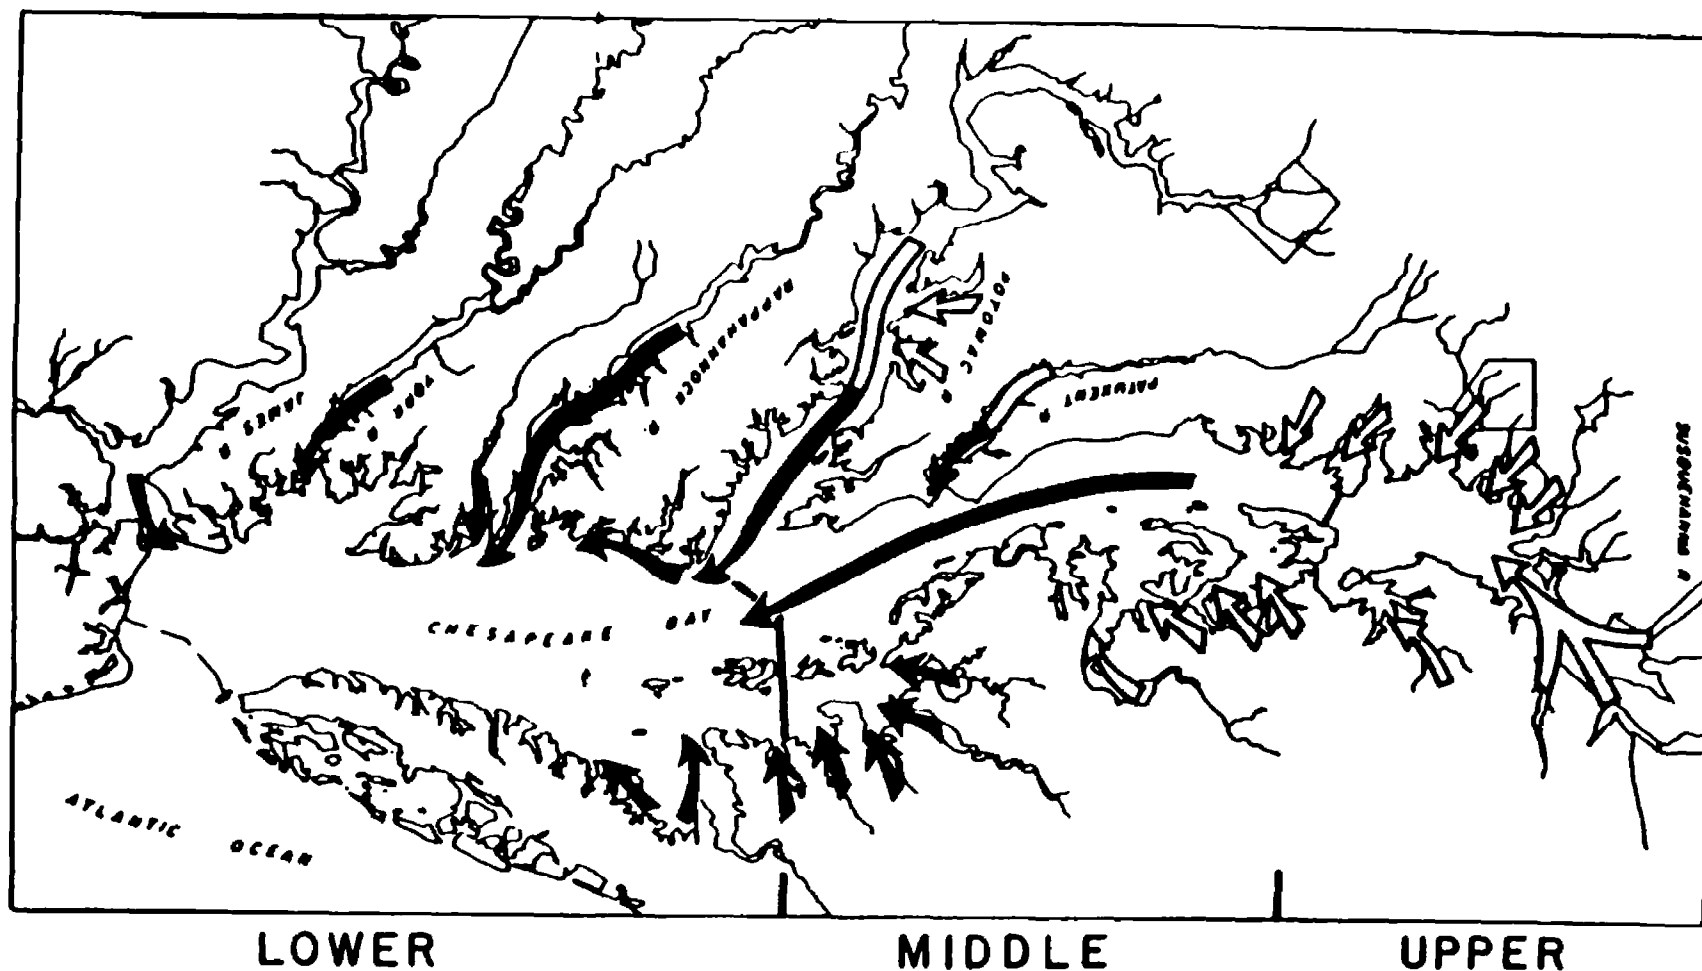 RAPPAHANNOCK R
POTOMAC R
PATUXENT R
JAMES R
YORK R
SUSQUEHANNA R
CHESAPEAKE BAY
ATLANTIC OCEAN
LOWER MIDDLE UPPER